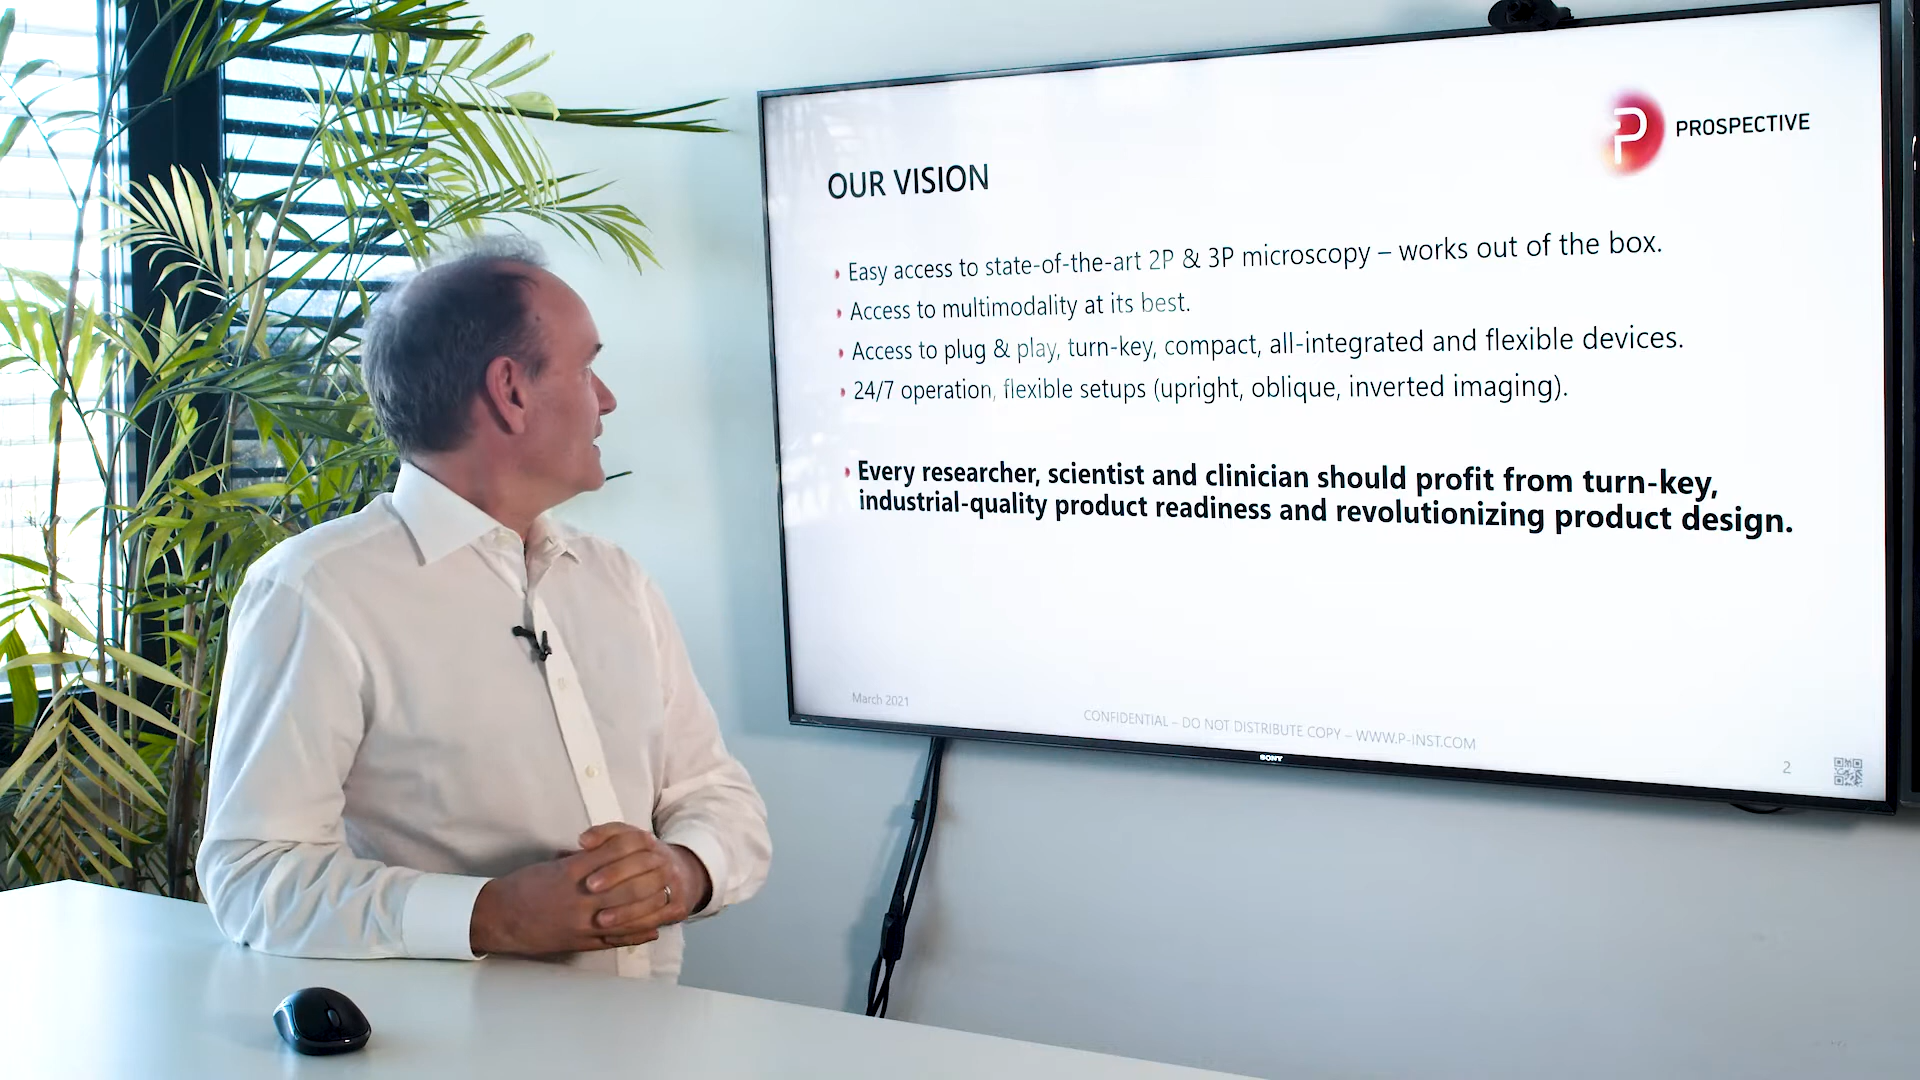 PROSPECTIVE
OUR VISION
• Easy access to state-of-the-art 2P & 3P microscopy – works out of the box.
• Access to multimodality at its best.
• Access to plug & play, turn-key, compact, all-integrated and flexible devices.
• 24/7 operation, flexible setups (upright, oblique, inverted imaging).
• Every researcher, scientist and clinician should profit from turn-key,
industrial-quality product readiness and revolutionizing product design.
March 2021
CONFIDENTIAL – DO NOT DISTRIBUTE COPY – WWW.P-INST.COM
2
SONY